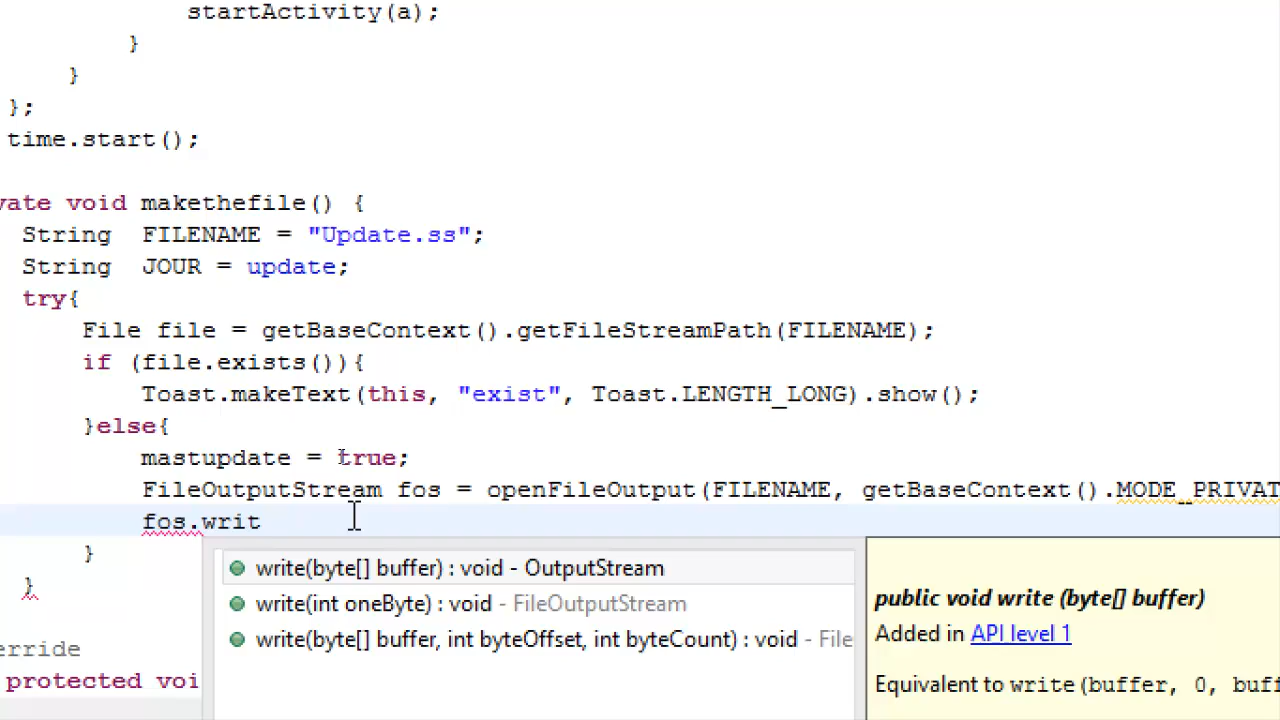 startActivity(a);
}
}
};
time.start();
vate void makethefile() {
String FILENAME = "Update.ss";
String JOUR = update;
try{
File file = getBaseContext().getFileStreamPath(FILENAME);
if (file.exists()){
Toast.makeText(this, "exist", Toast.LENGTH_LONG).show();
}else{
mastupdate = true;
FileOutputStream fos = openFileOutput(FILENAME, getBaseContext().MODE_PRIVAT
fos.writ
}
}
erride
protected voi
write(byte[] buffer) : void - OutputStream
write(int oneByte) : void - FileOutputStream
write(byte[] buffer, int byteOffset, int byteCount) : void - File
public void write (byte[] buffer)
Added in API level 1
Equivalent to write(buffer, 0, buff